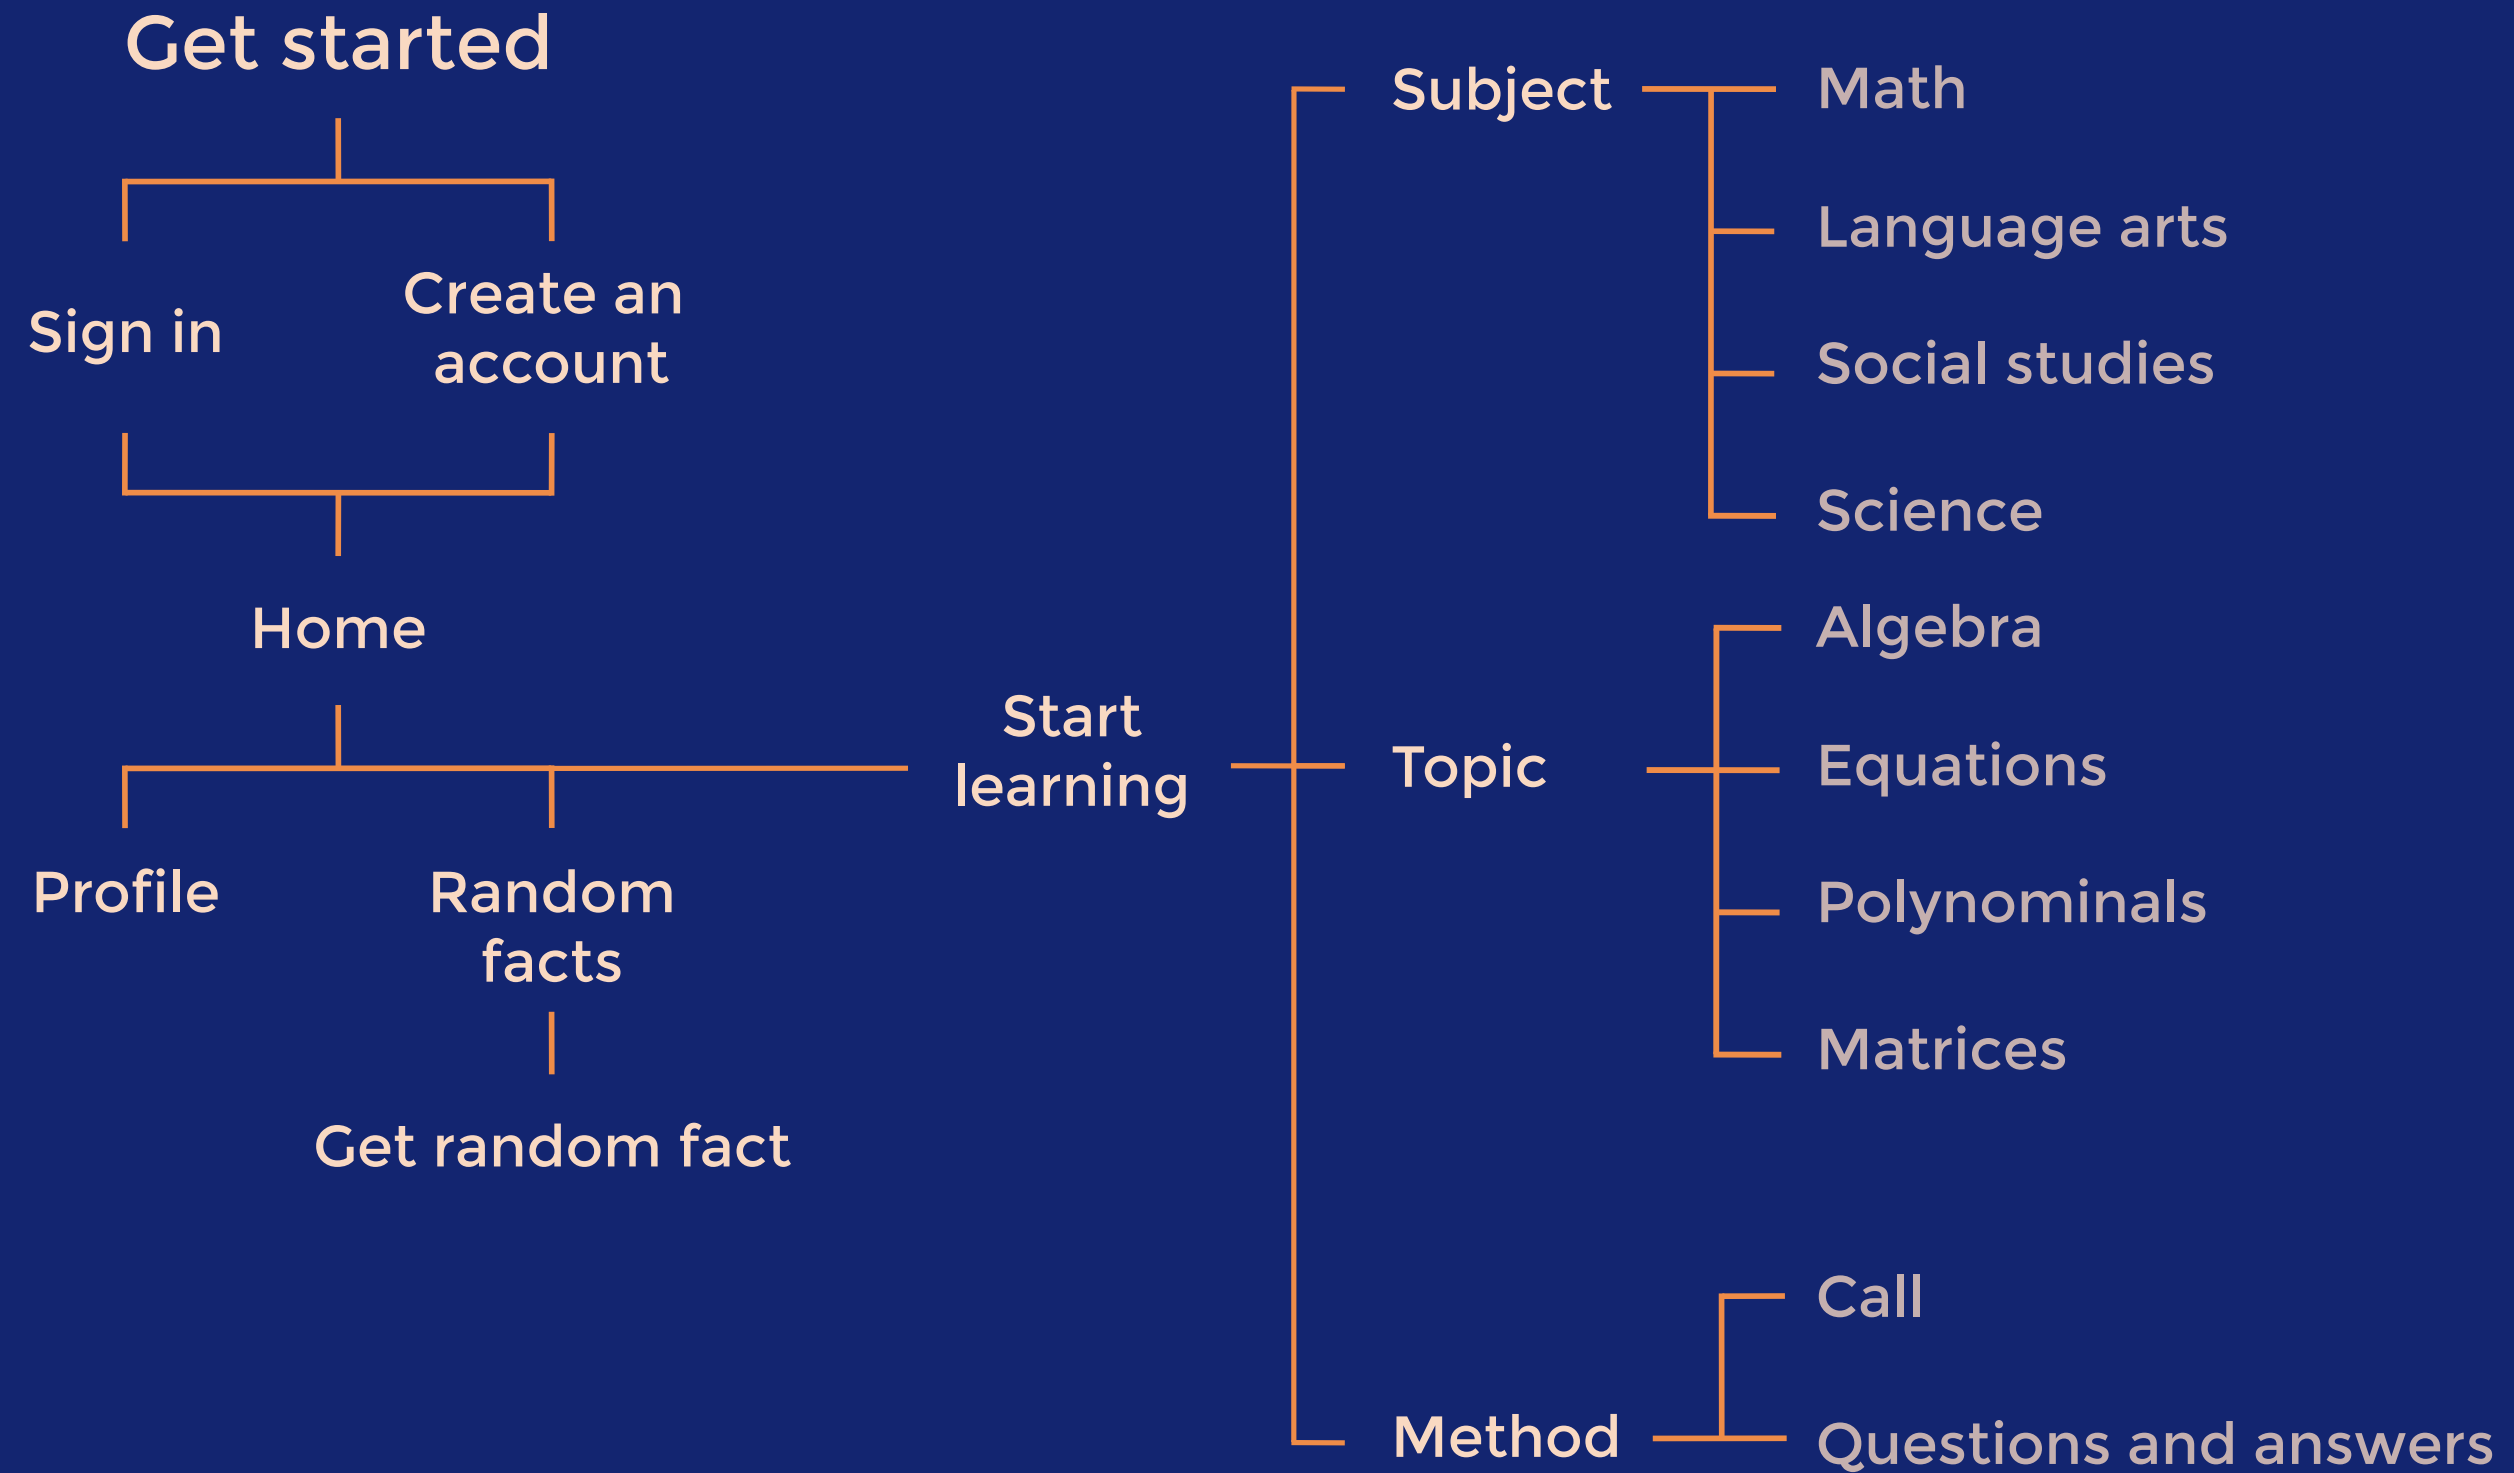 Get started
Sign in
Create an
account
Home
Profile
Random
facts
Get random fact
Start
learning
Subject
Math
Language arts
Social studies
Science
Topic
Algebra
Equations
Polynominals
Matrices
Method
Call
Questions and answers